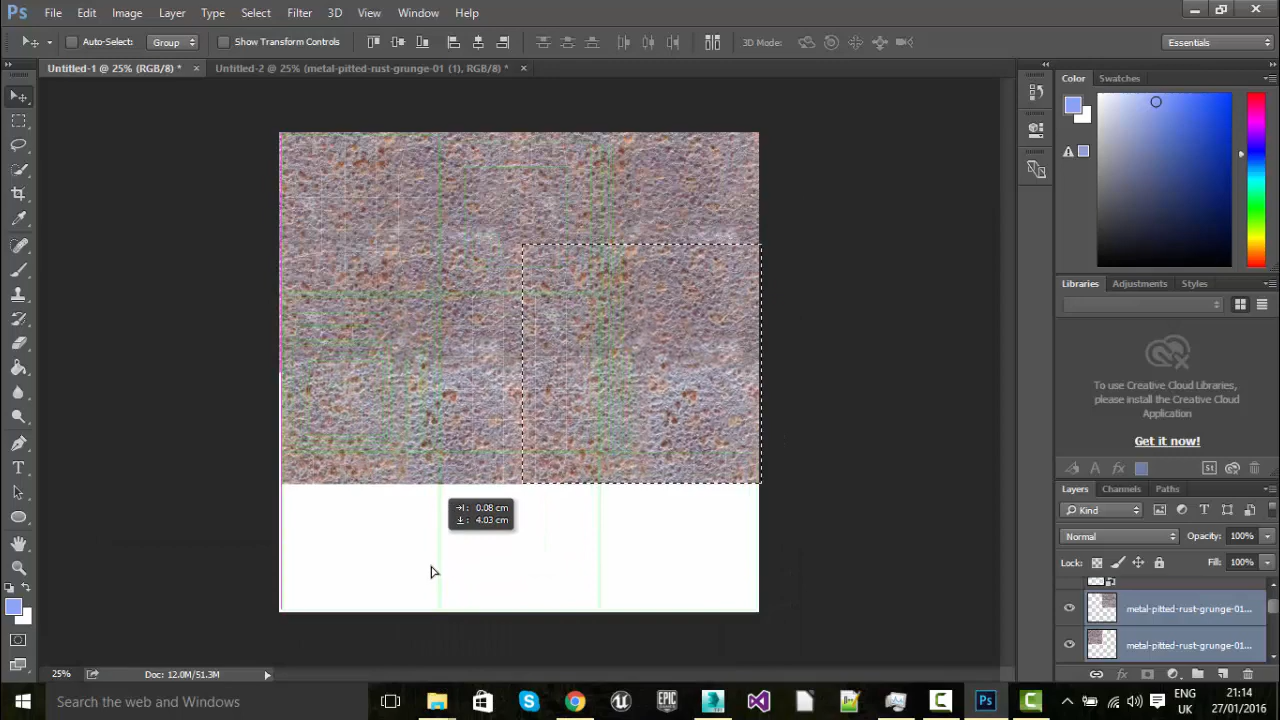 Ps File Edit Image Layer Type Select Filter 3D View Window Help
Auto-Select: Group Show Transform Controls 3D Mode: Essentials
Untitled-1 @ 25% (RGB/8) * × Untitled-2 @ 25% (metal-pitted-rust-grunge-01 (1), RGB/8) * ×
Color Swatches
Libraries Adjustments Styles
To use Creative Cloud Libraries,
please install the Creative Cloud
Application
Get it now!
Layers Channels Paths
Kind
Normal Opacity: 100%
Lock: Fill: 100%
metal-pitted-rust-grunge-01...
metal-pitted-rust-grunge-01...
0.08 cm
4.03 cm
25% Doc: 12.0M/51.3M
Search the web and Windows
ENG 21:14
UK 27/01/2016